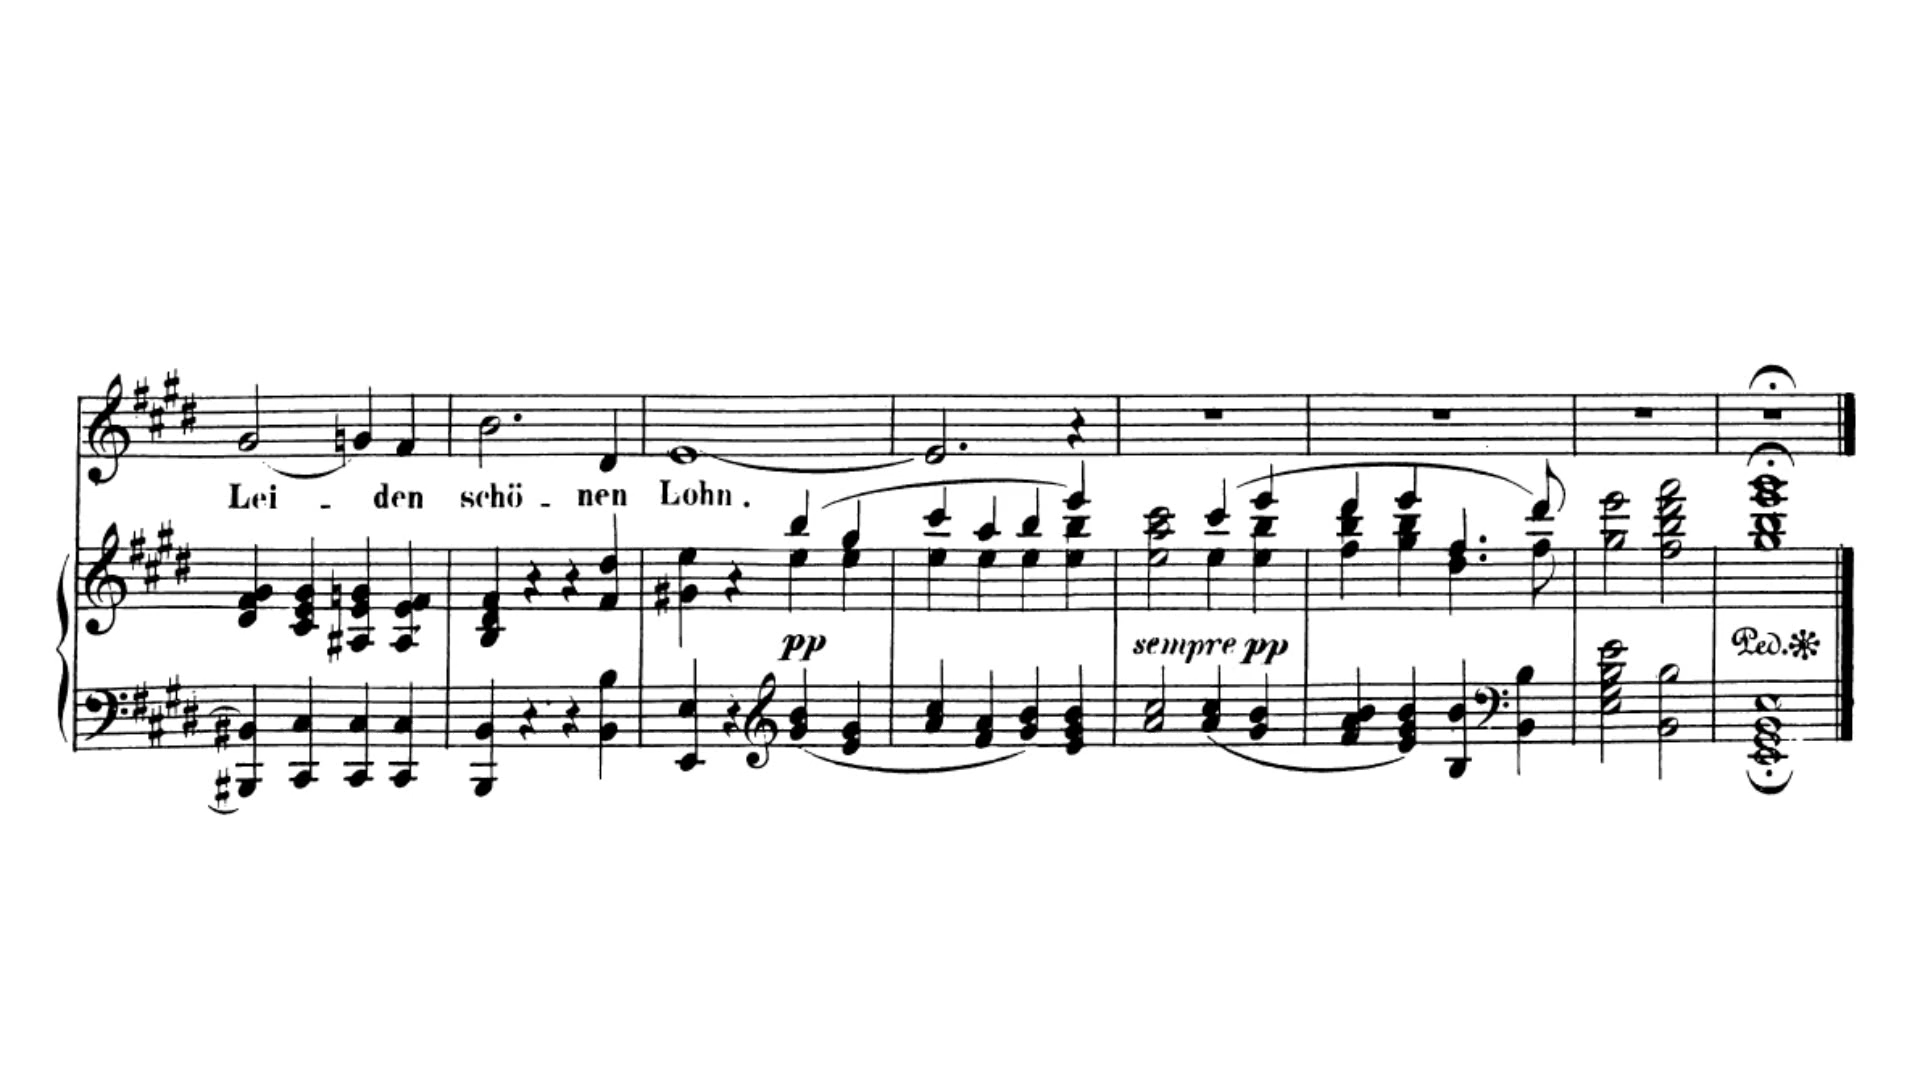 Lei - den schö - nen Lohn.
pp
sempre pp
Ped.